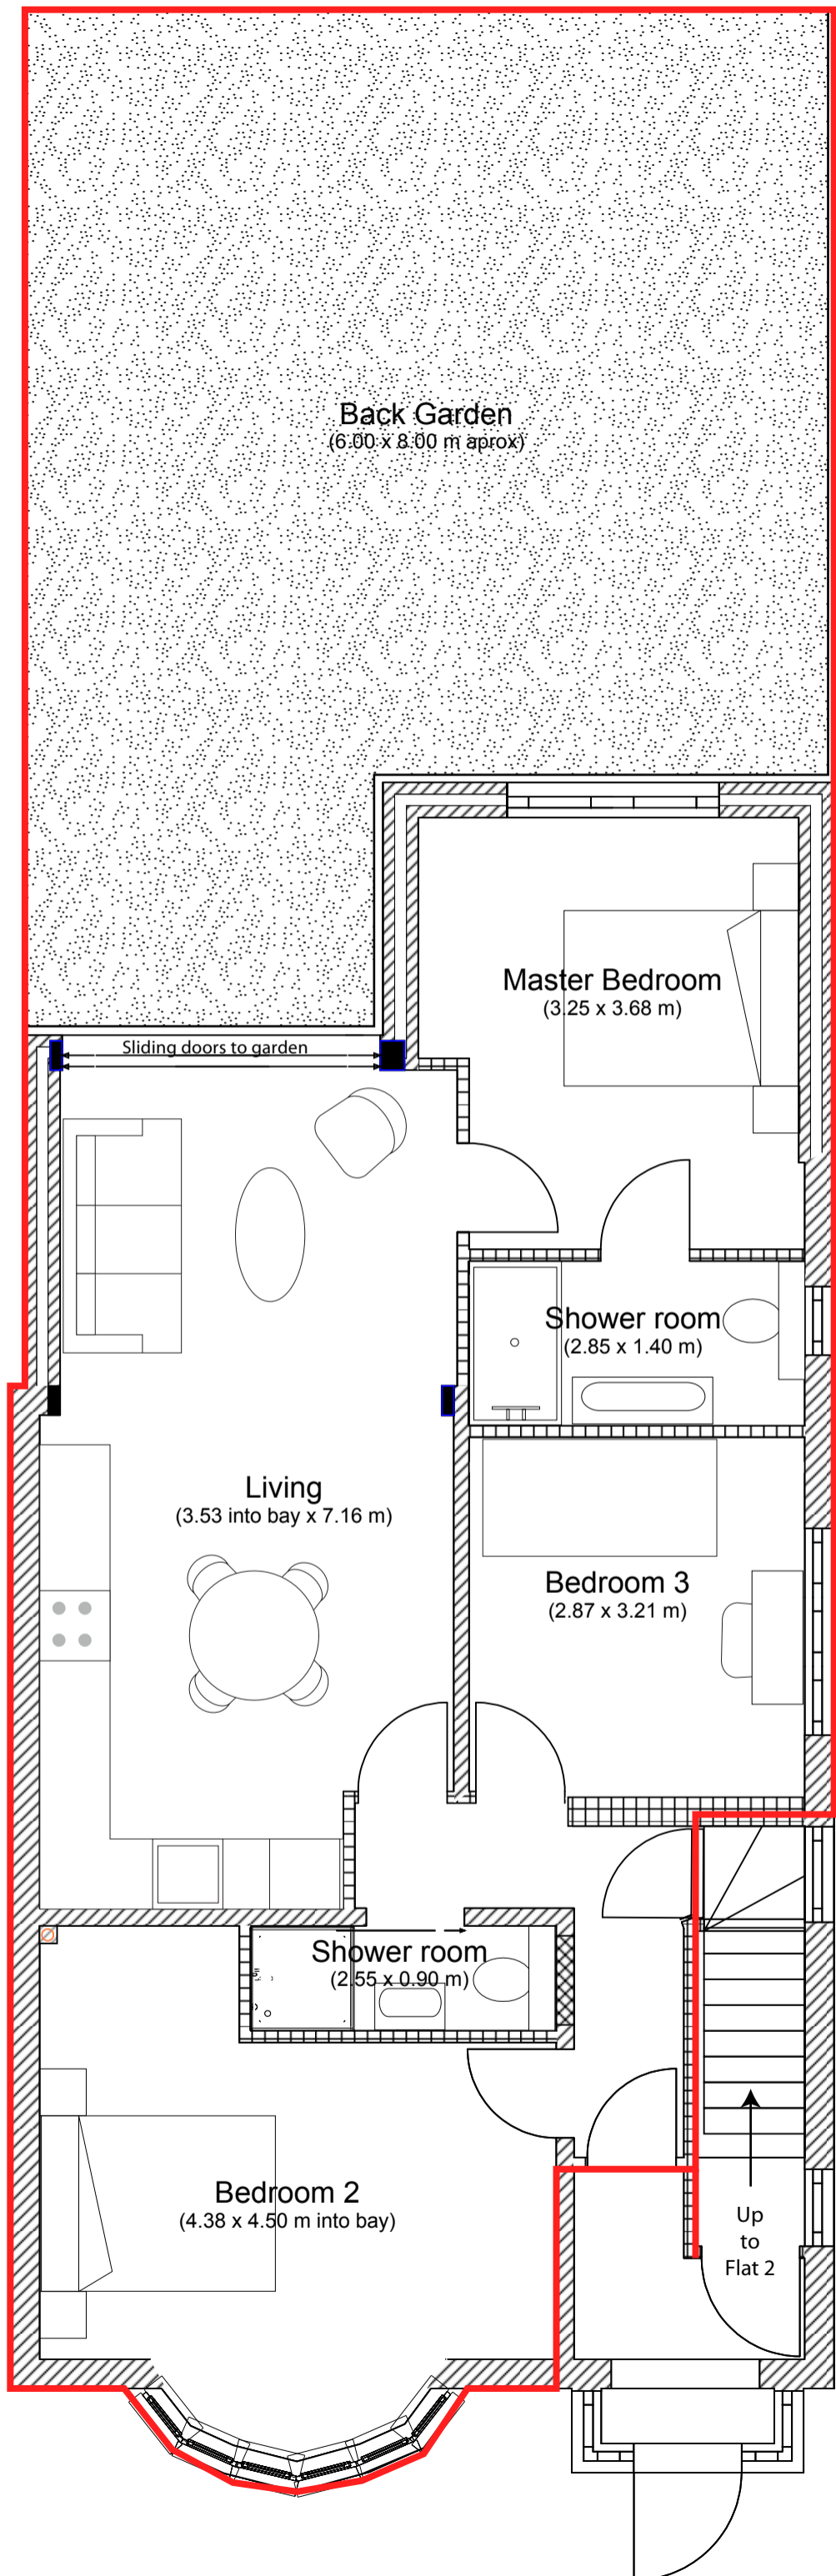 Back Garden
(6.00 x 8.00 m aprox)
Master Bedroom
(3.25 x 3.68 m)
Sliding doors to garden
Shower room
(2.85 x 1.40 m)
Living
(3.53 into bay x 7.16 m)
Bedroom 3
(2.87 x 3.21 m)
Shower room
(2.55 x 0.90 m)
Bedroom 2
(4.38 x 4.50 m into bay)
Up
to
Flat 2